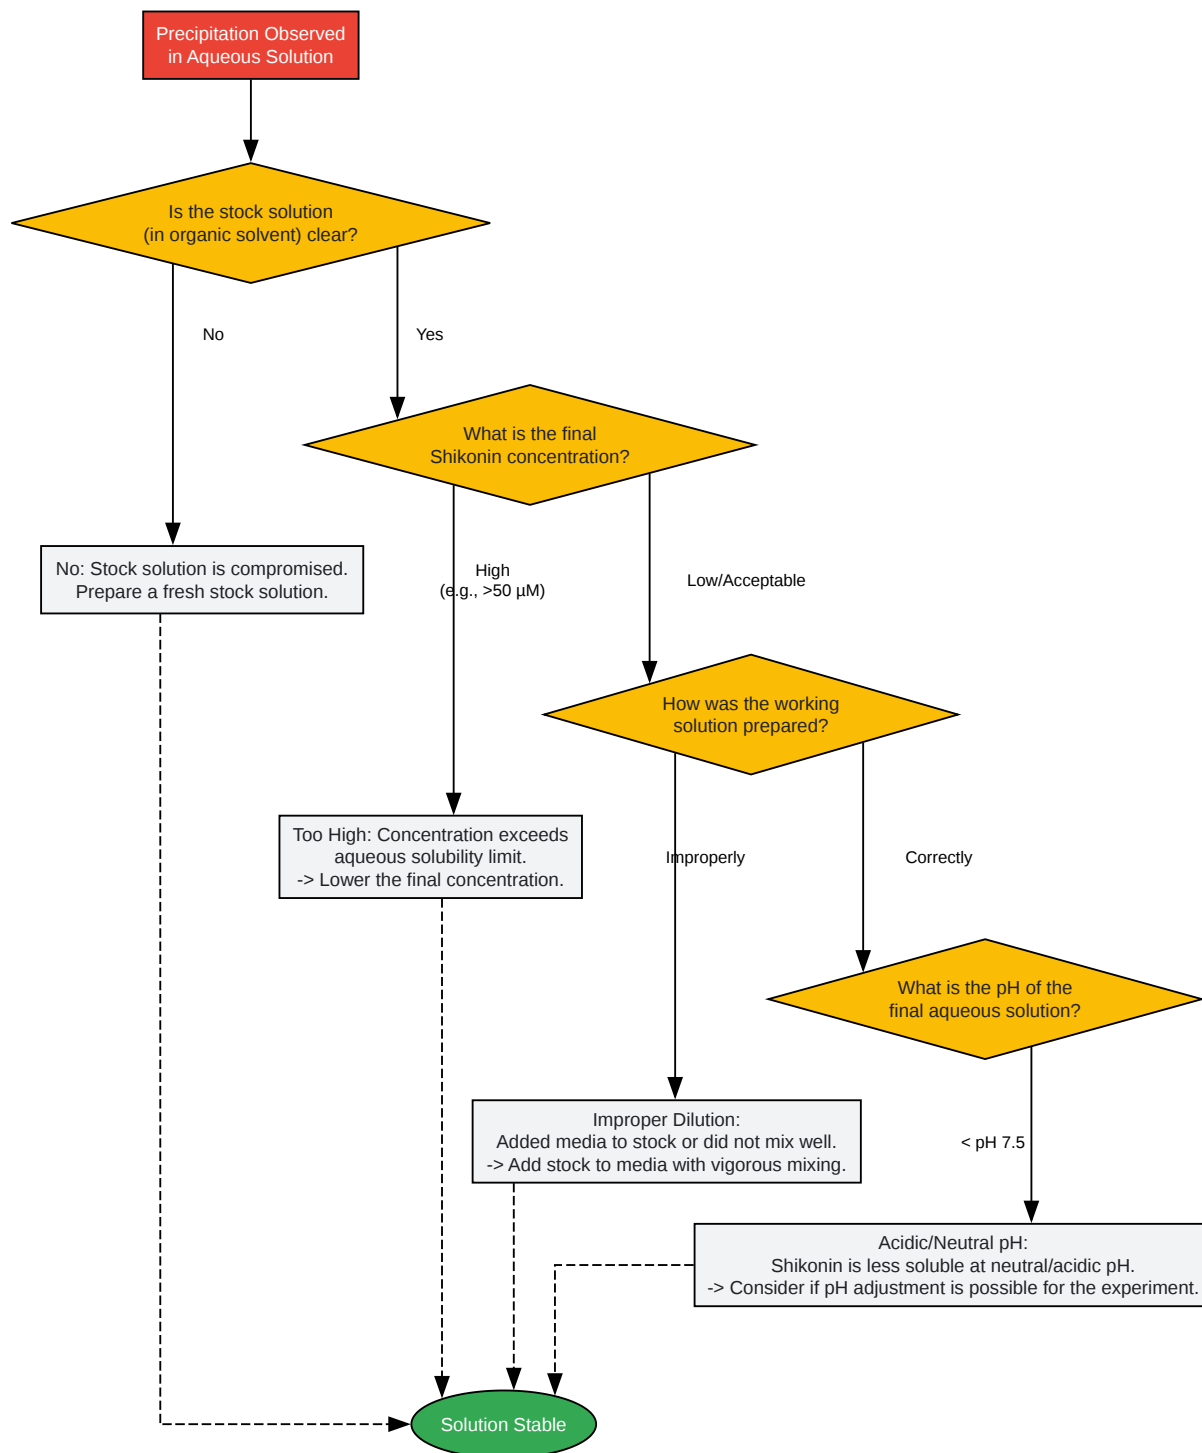 Precipitation Observed
in Aqueous Solution
Is the stock solution
(in organic solvent) clear?
No
Yes
What is the final
Shikonin concentration?
No: Stock solution is compromised.
Prepare a fresh stock solution.
High
(e.g., >50 µM)
Low/Acceptable
How was the working
solution prepared?
Too High: Concentration exceeds
aqueous solubility limit.
-> Lower the final concentration.
Improperly
Correctly
What is the pH of the
final aqueous solution?
Improper Dilution:
Added media to stock or did not mix well.
-> Add stock to media with vigorous mixing.
< pH 7.5
Acidic/Neutral pH:
Shikonin is less soluble at neutral/acidic pH.
-> Consider if pH adjustment is possible for the experiment.
Solution Stable